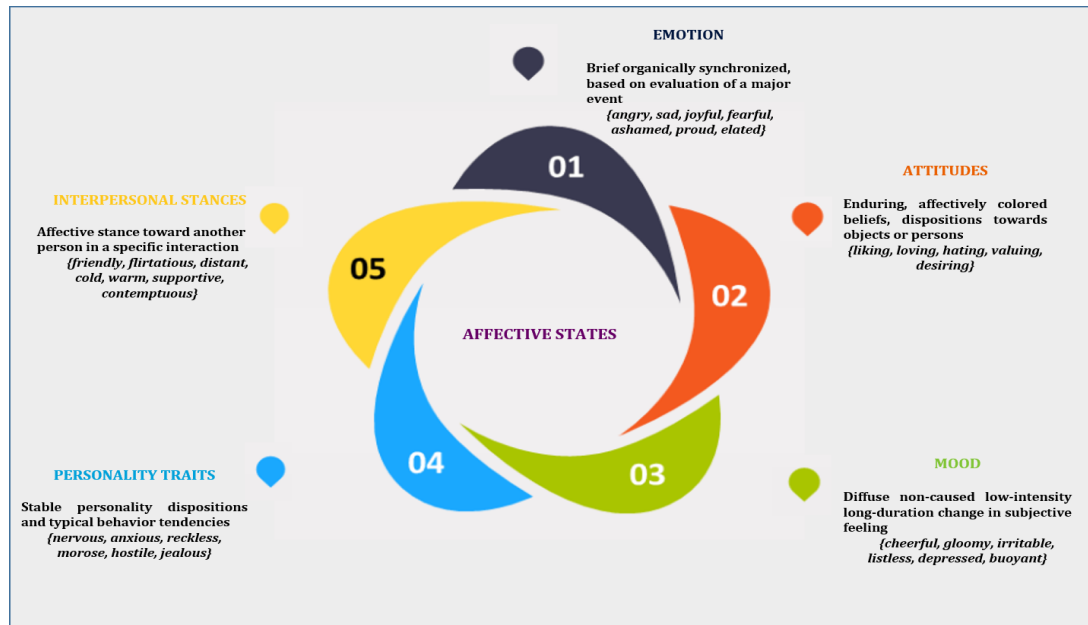 EMOTION
Brief organically synchronized,
based on evaluation of a major
event
{angry, sad, joyful, fearful,
ashamed, proud, elated}
01
ATTITUDES
Enduring, affectively colored
beliefs, dispositions towards
objects or persons
{liking, loving, hating, valuing,
desiring}
02
INTERPERSONAL STANCES
Affective stance toward another
person in a specific interaction
{friendly, flirtatious, distant,
cold, warm, supportive,
contemptuous}
05
AFFECTIVE STATES
MOOD
Diffuse non-caused low-intensity
long-duration change in subjective
feeling
{cheerful, gloomy, irritable,
listless, depressed, buoyant}
03
PERSONALITY TRAITS
Stable personality dispositions
and typical behavior tendencies
{nervous, anxious, reckless,
morose, hostile, jealous}
04